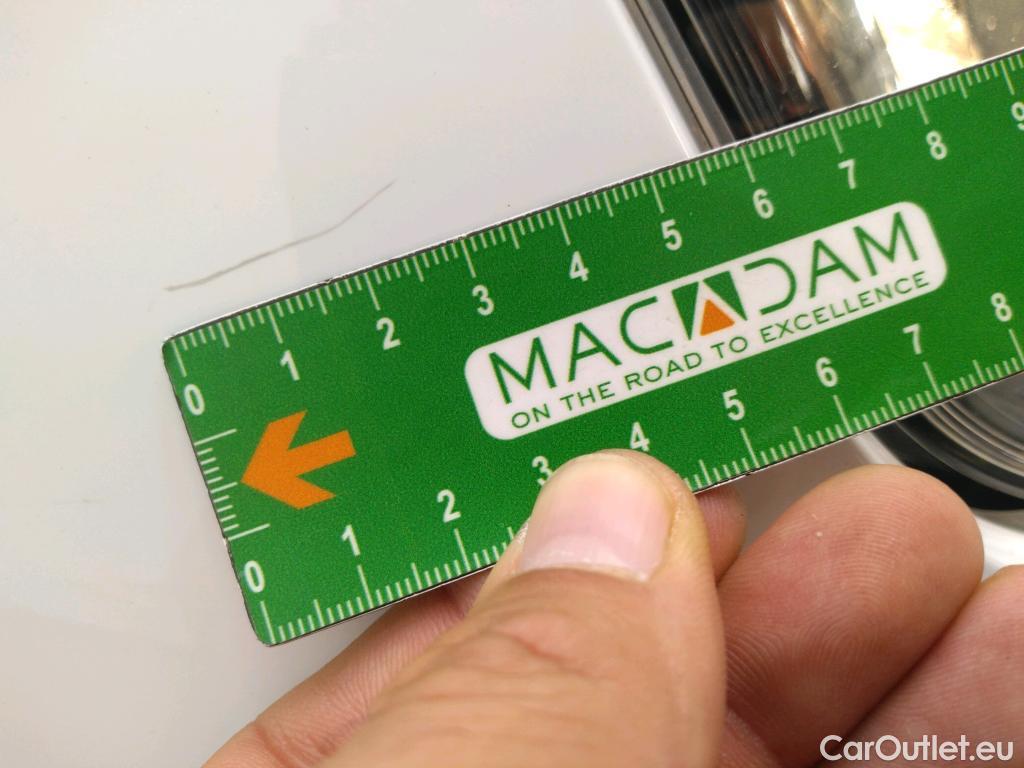 0 1 2 3 4 5 6 7 8 9
MACADAM
ON THE ROAD TO EXCELLENCE
0 1 2 3 4 5 6 7 8
CarOutlet.eu